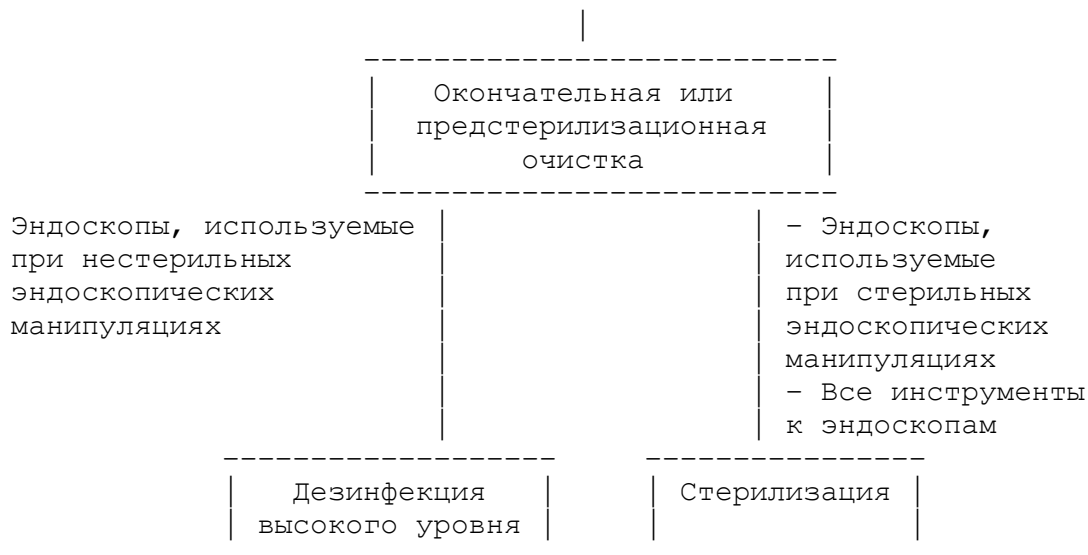 Окончательная или
предстерилизационная
очистка
Эндоскопы, используемые
при нестерильных
эндоскопических
манипуляциях
- Эндоскопы,
используемые
при стерильных
эндоскопических
манипуляциях
- Все инструменты
к эндоскопам
Дезинфекция
высокого уровня
Стерилизация